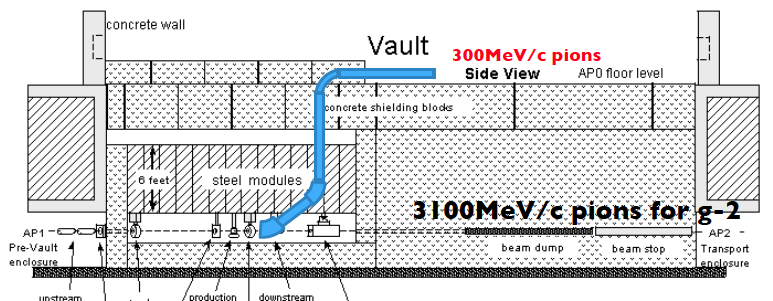 concrete wall
Vault
300MeV/c pions
Side View
AP0 floor level
concrete shielding blocks
6 feet
steel modules
3100MeV/c pions for g-2
AP1
Pre-Vault
enclosure
beam dump
beam stop
AP2
Transport
enclosure
upstream
production
downstream